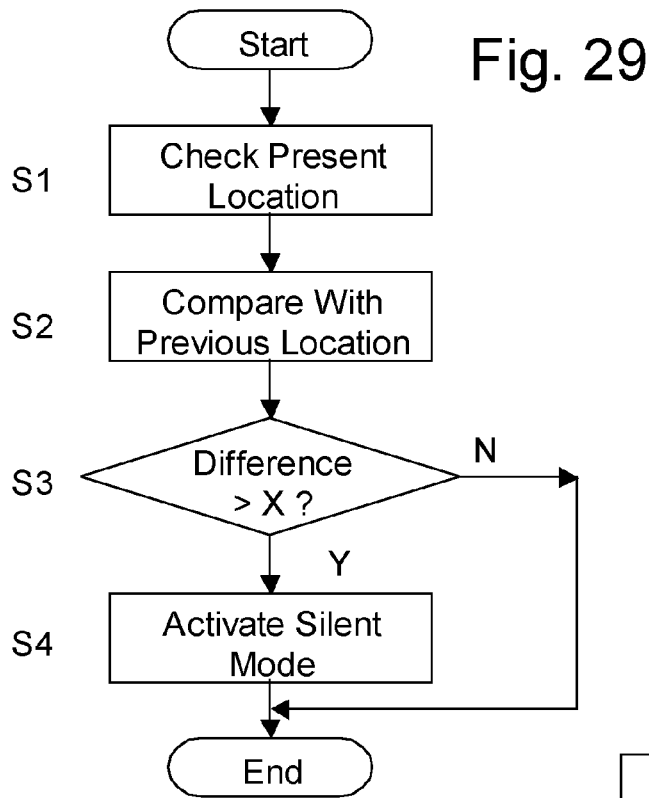 Start
Fig. 29
S1
Check Present
Location
S2
Compare With
Previous Location
S3
Difference
> X ?
N
Y
S4
Activate Silent
Mode
End